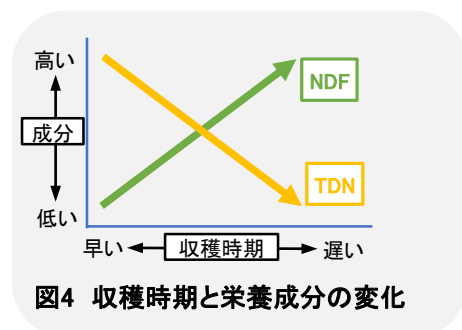 高い
NDF
成分
TDN
低い
早い 収穫時期 遅い
図4 収穫時期と栄養成分の変化